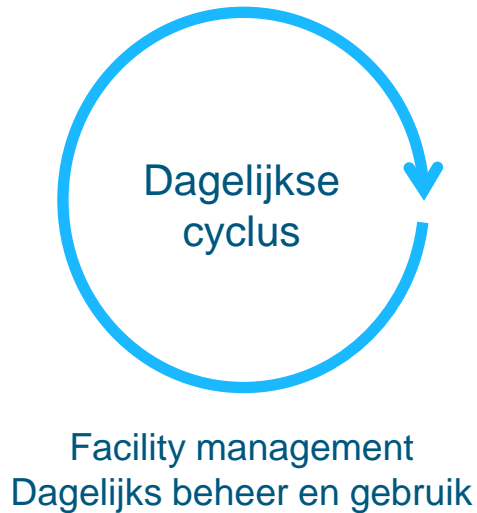 Dagelijkse
cyclus
Facility management
Dagelijks beheer en gebruik